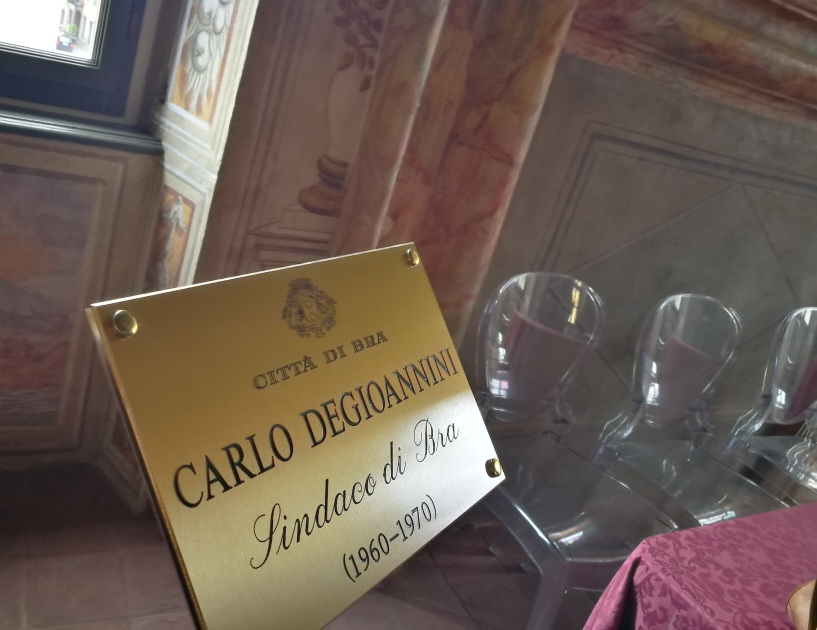 CITTÀ DI BRA
CARLO DEGIOANNINI
Sindaco di Bra
(1960-1970)